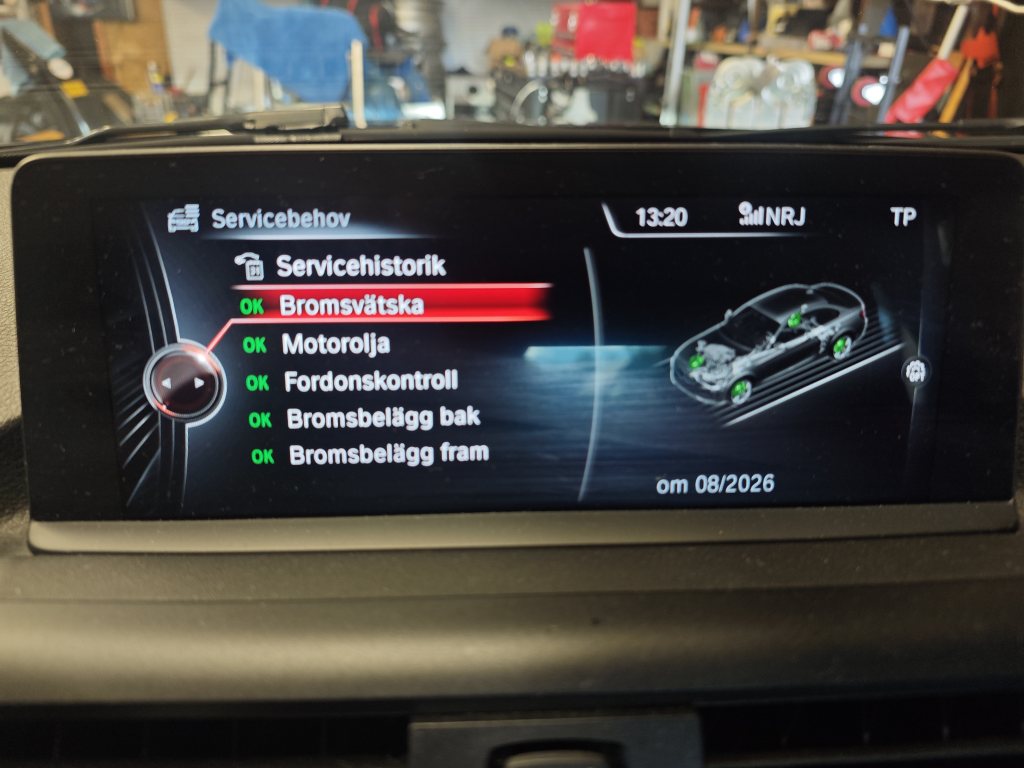 Servicebehov
13:20
NRJ
TP
Servicehistorik
OK Bromsvätska
OK Motorolja
OK Fordonskontroll
OK Bromsbelägg bak
OK Bromsbelägg fram
om 08/2026